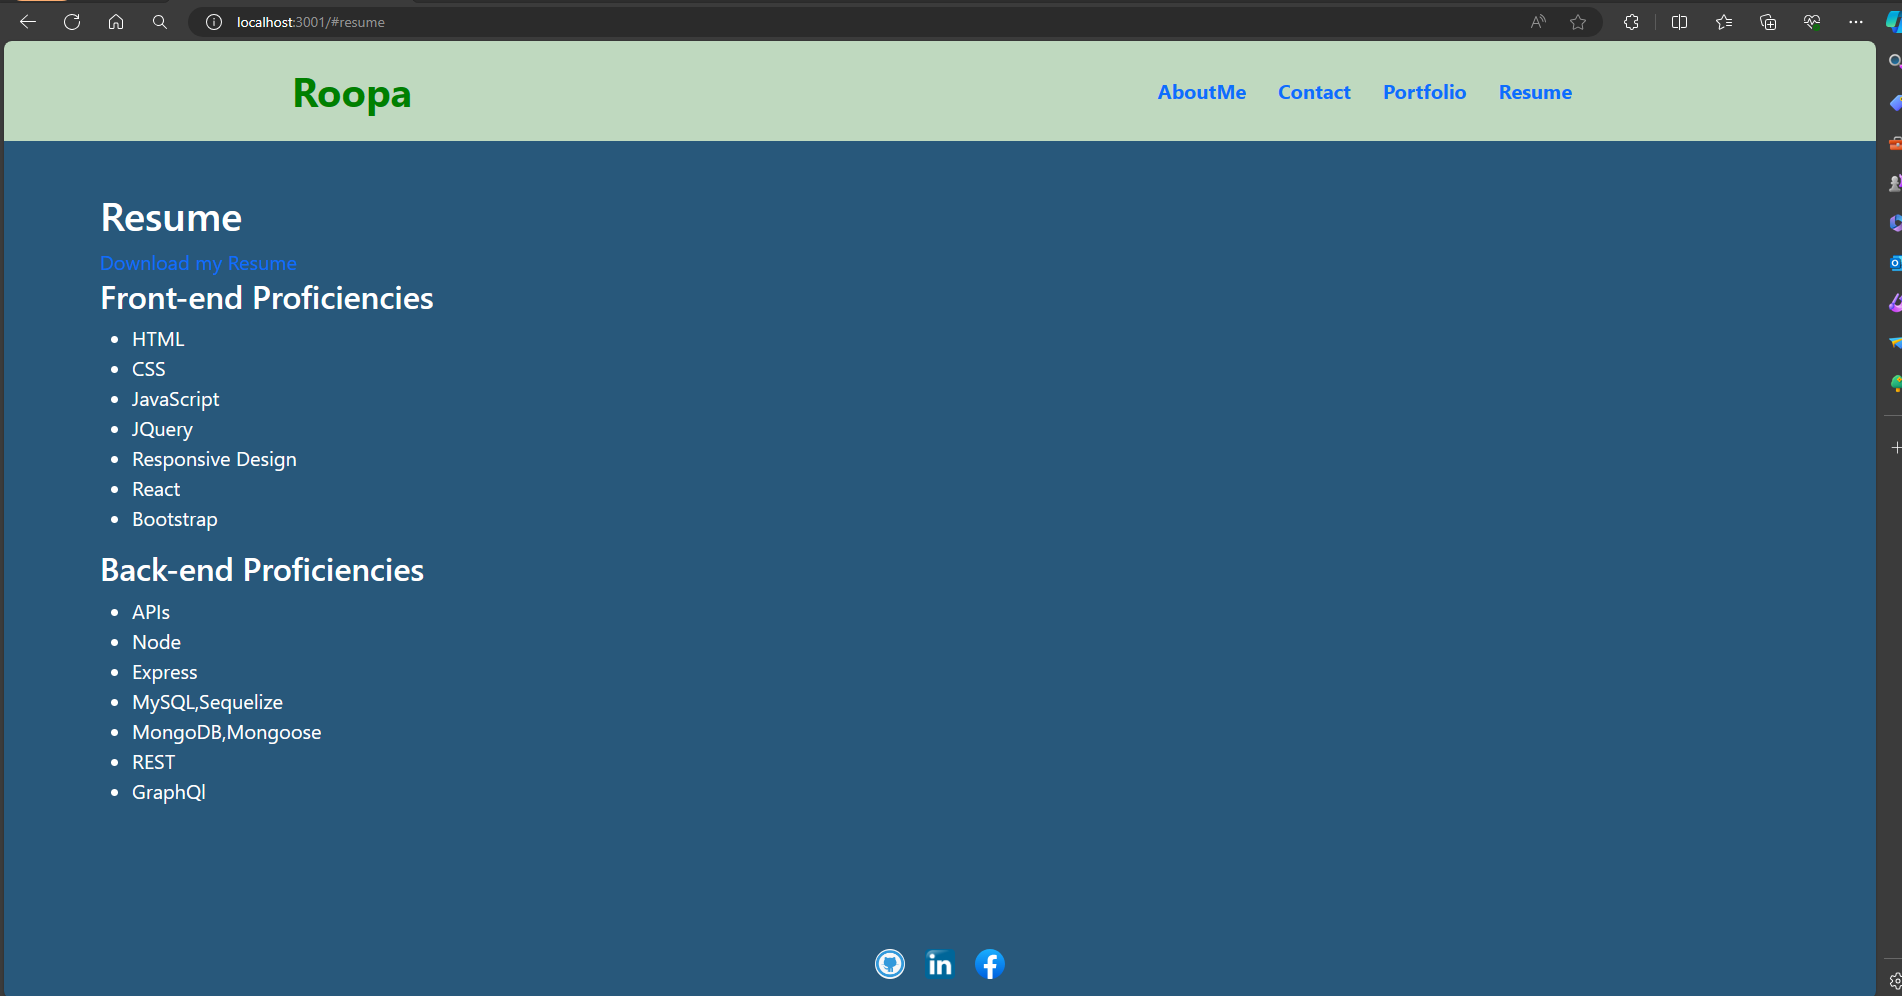 localhost:3001/#resume
Roopa
AboutMe Contact Portfolio Resume
Resume
Download my Resume
Front-end Proficiencies
HTML
CSS
JavaScript
JQuery
Responsive Design
React
Bootstrap
Back-end Proficiencies
APIs
Node
Express
MySQL,Sequelize
MongoDB,Mongoose
REST
GraphQl
in
f